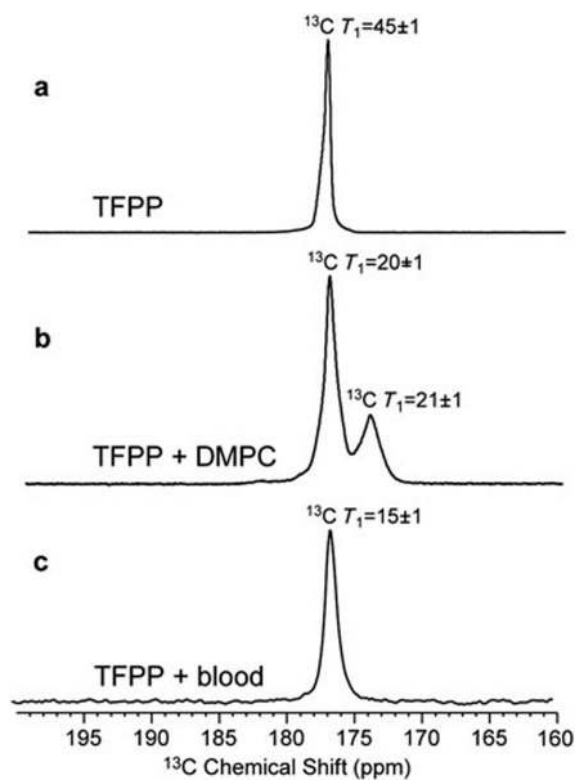 ¹³C T₁=45±1
a
TFPP
¹³C T₁=20±1
b
¹³C T₁=21±1
TFPP + DMPC
¹³C T₁=15±1
c
TFPP + blood
195 190 185 180 175 170 165 160
¹³C Chemical Shift (ppm)